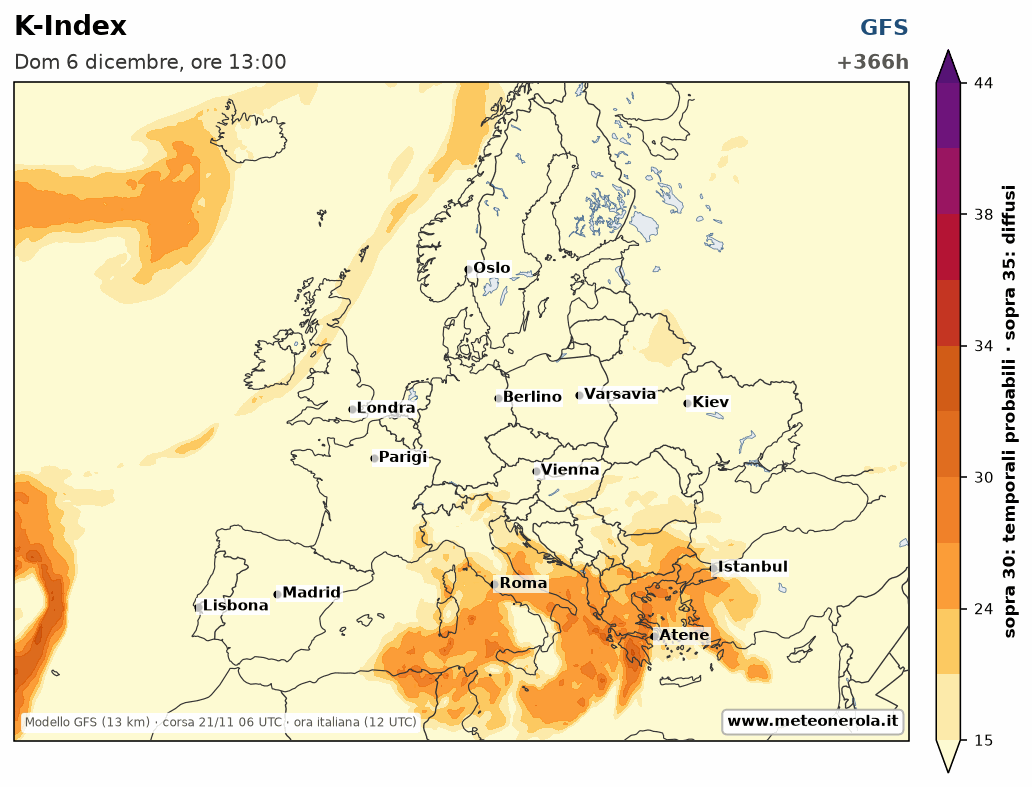 K-Index
GFS
Dom 6 dicembre, ore 13:00
+366h
Oslo
Londra
Berlino
Varsavia
Kiev
Parigi
Vienna
Lisbona
Madrid
Roma
Istanbul
Atene
Modello GFS (13 km) · corsa 21/11 06 UTC · ora italiana (12 UTC)
www.meteonerola.it
44
38
34
30
24
15
sopra 30: temporali probabili · sopra 35: diffusi